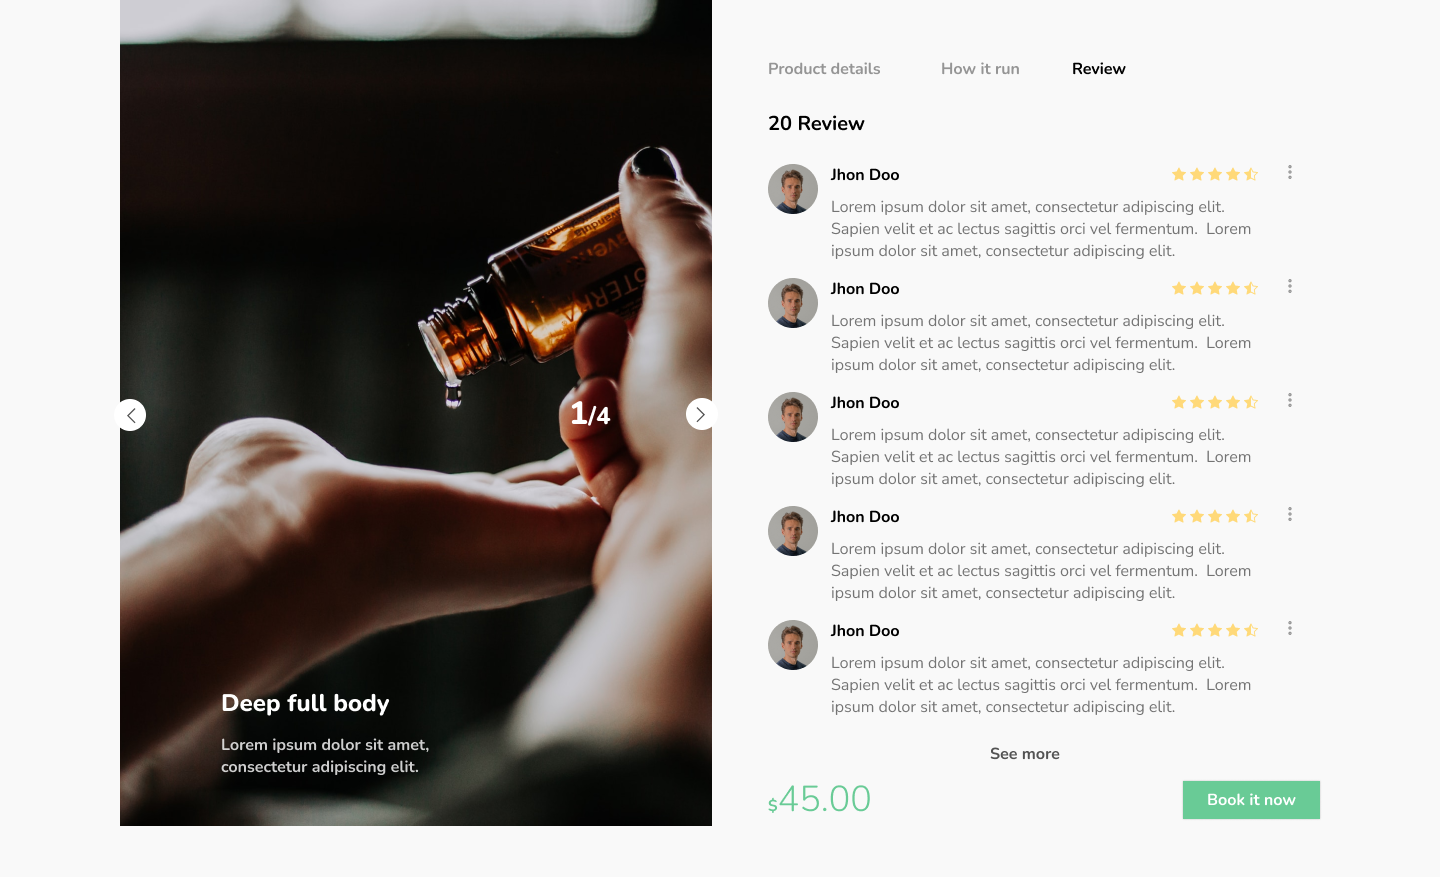 Product details
How it run
Review
20 Review
Jhon Doo
Lorem ipsum dolor sit amet, consectetur adipiscing elit.
Sapien velit et ac lectus sagittis orci vel fermentum. Lorem
ipsum dolor sit amet, consectetur adipiscing elit.
Jhon Doo
Lorem ipsum dolor sit amet, consectetur adipiscing elit.
Sapien velit et ac lectus sagittis orci vel fermentum. Lorem
ipsum dolor sit amet, consectetur adipiscing elit.
Jhon Doo
Lorem ipsum dolor sit amet, consectetur adipiscing elit.
Sapien velit et ac lectus sagittis orci vel fermentum. Lorem
ipsum dolor sit amet, consectetur adipiscing elit.
Jhon Doo
Lorem ipsum dolor sit amet, consectetur adipiscing elit.
Sapien velit et ac lectus sagittis orci vel fermentum. Lorem
ipsum dolor sit amet, consectetur adipiscing elit.
Jhon Doo
Lorem ipsum dolor sit amet, consectetur adipiscing elit.
Sapien velit et ac lectus sagittis orci vel fermentum. Lorem
ipsum dolor sit amet, consectetur adipiscing elit.
See more
$45.00
Book it now
1/4
Deep full body
Lorem ipsum dolor sit amet,
consectetur adipiscing elit.